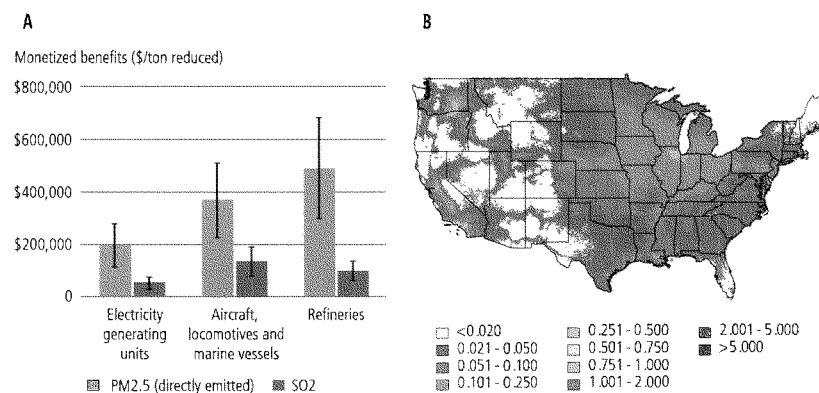 A
Monetized benefits ($/ton reduced)
$800,000
$600,000
$400,000
$200,000
0
Electricity
generating
units
Aircraft,
locomotives and
marine vessels
Refineries
PM2.5 (directly emitted)
SO2
B
<0.020
0.021 - 0.050
0.051 - 0.100
0.101 - 0.250
0.251 - 0.500
0.501 - 0.750
0.751 - 1.000
1.001 - 2.000
2.001 - 5.000
>5.000